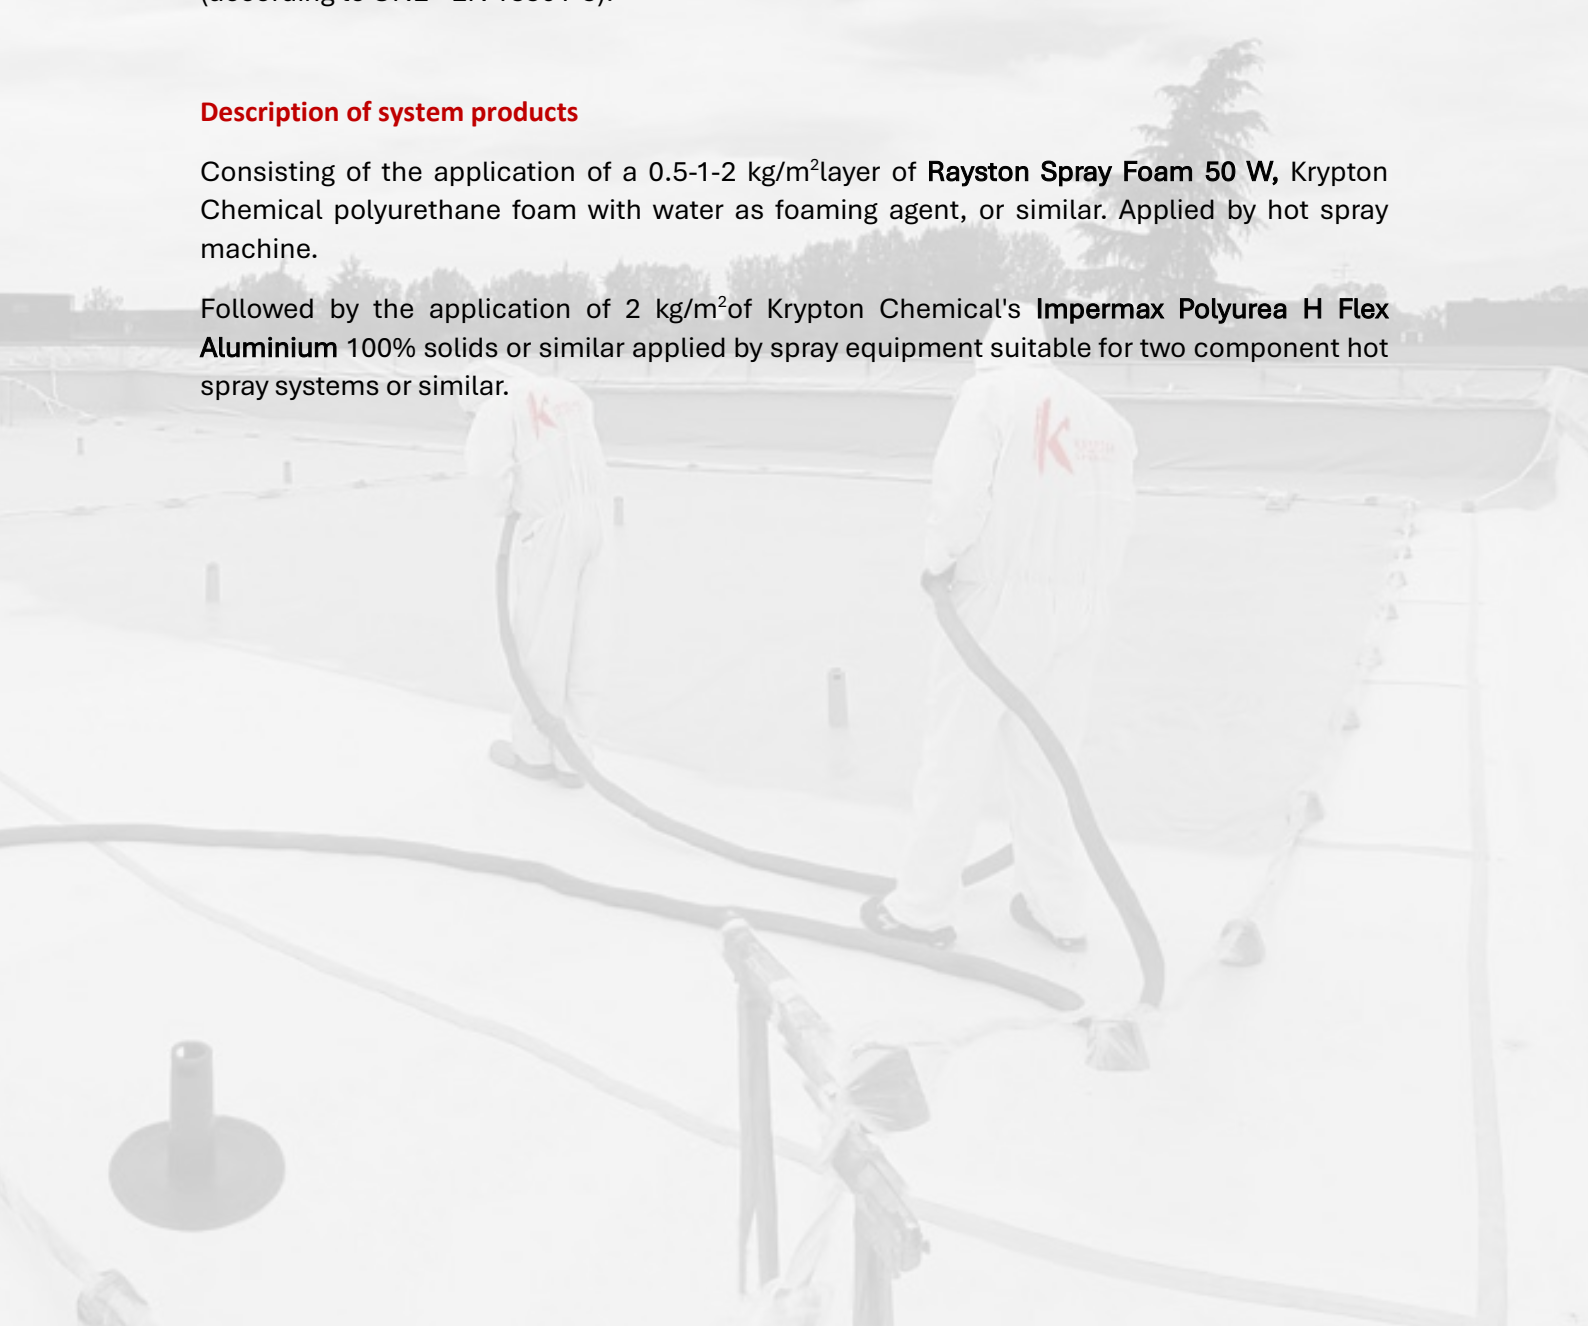 Description of system products
Consisting of the application of a 0.5-1-2 kg/m²layer of Rayston Spray Foam 50 W, Krypton
Chemical polyurethane foam with water as foaming agent, or similar. Applied by hot spray
machine.
Followed by the application of 2 kg/m²of Krypton Chemical's Impermax Polyurea H Flex
Aluminium 100% solids or similar applied by spray equipment suitable for two component hot
spray systems or similar.
K
K